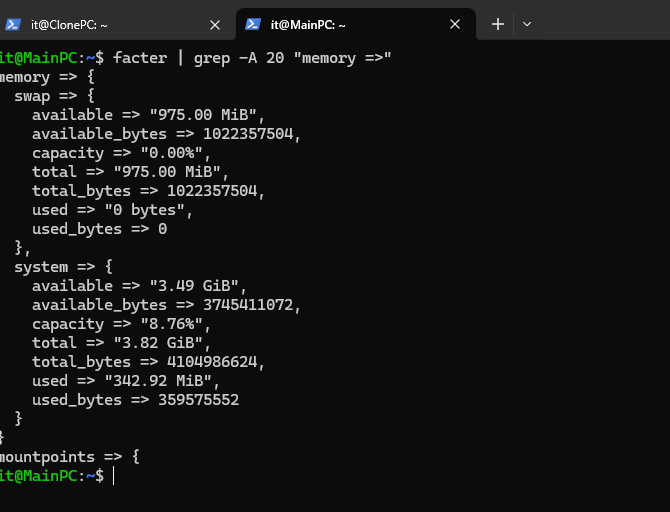 it@ClonePC: ~
it@MainPC: ~
it@MainPC:~$ facter | grep -A 20 "memory =>"
memory => {
  swap => {
    available => "975.00 MiB",
    available_bytes => 1022357504,
    capacity => "0.00%",
    total => "975.00 MiB",
    total_bytes => 1022357504,
    used => "0 bytes",
    used_bytes => 0
  },
  system => {
    available => "3.49 GiB",
    available_bytes => 3745411072,
    capacity => "8.76%",
    total => "3.82 GiB",
    total_bytes => 4104986624,
    used => "342.92 MiB",
    used_bytes => 359575552
  }
}
mountpoints => {
it@MainPC:~$